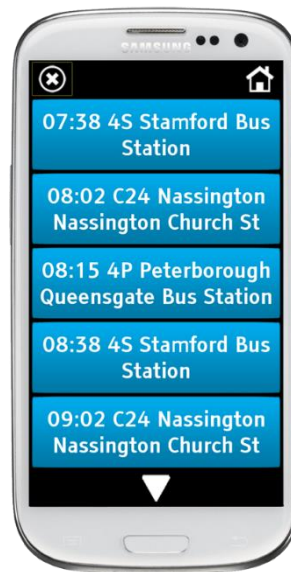 SAMSUNG
07:38 4S Stamford Bus
Station
08:02 C24 Nassington
Nassington Church St
08:15 4P Peterborough
Queensgate Bus Station
08:38 4S Stamford Bus
Station
09:02 C24 Nassington
Nassington Church St